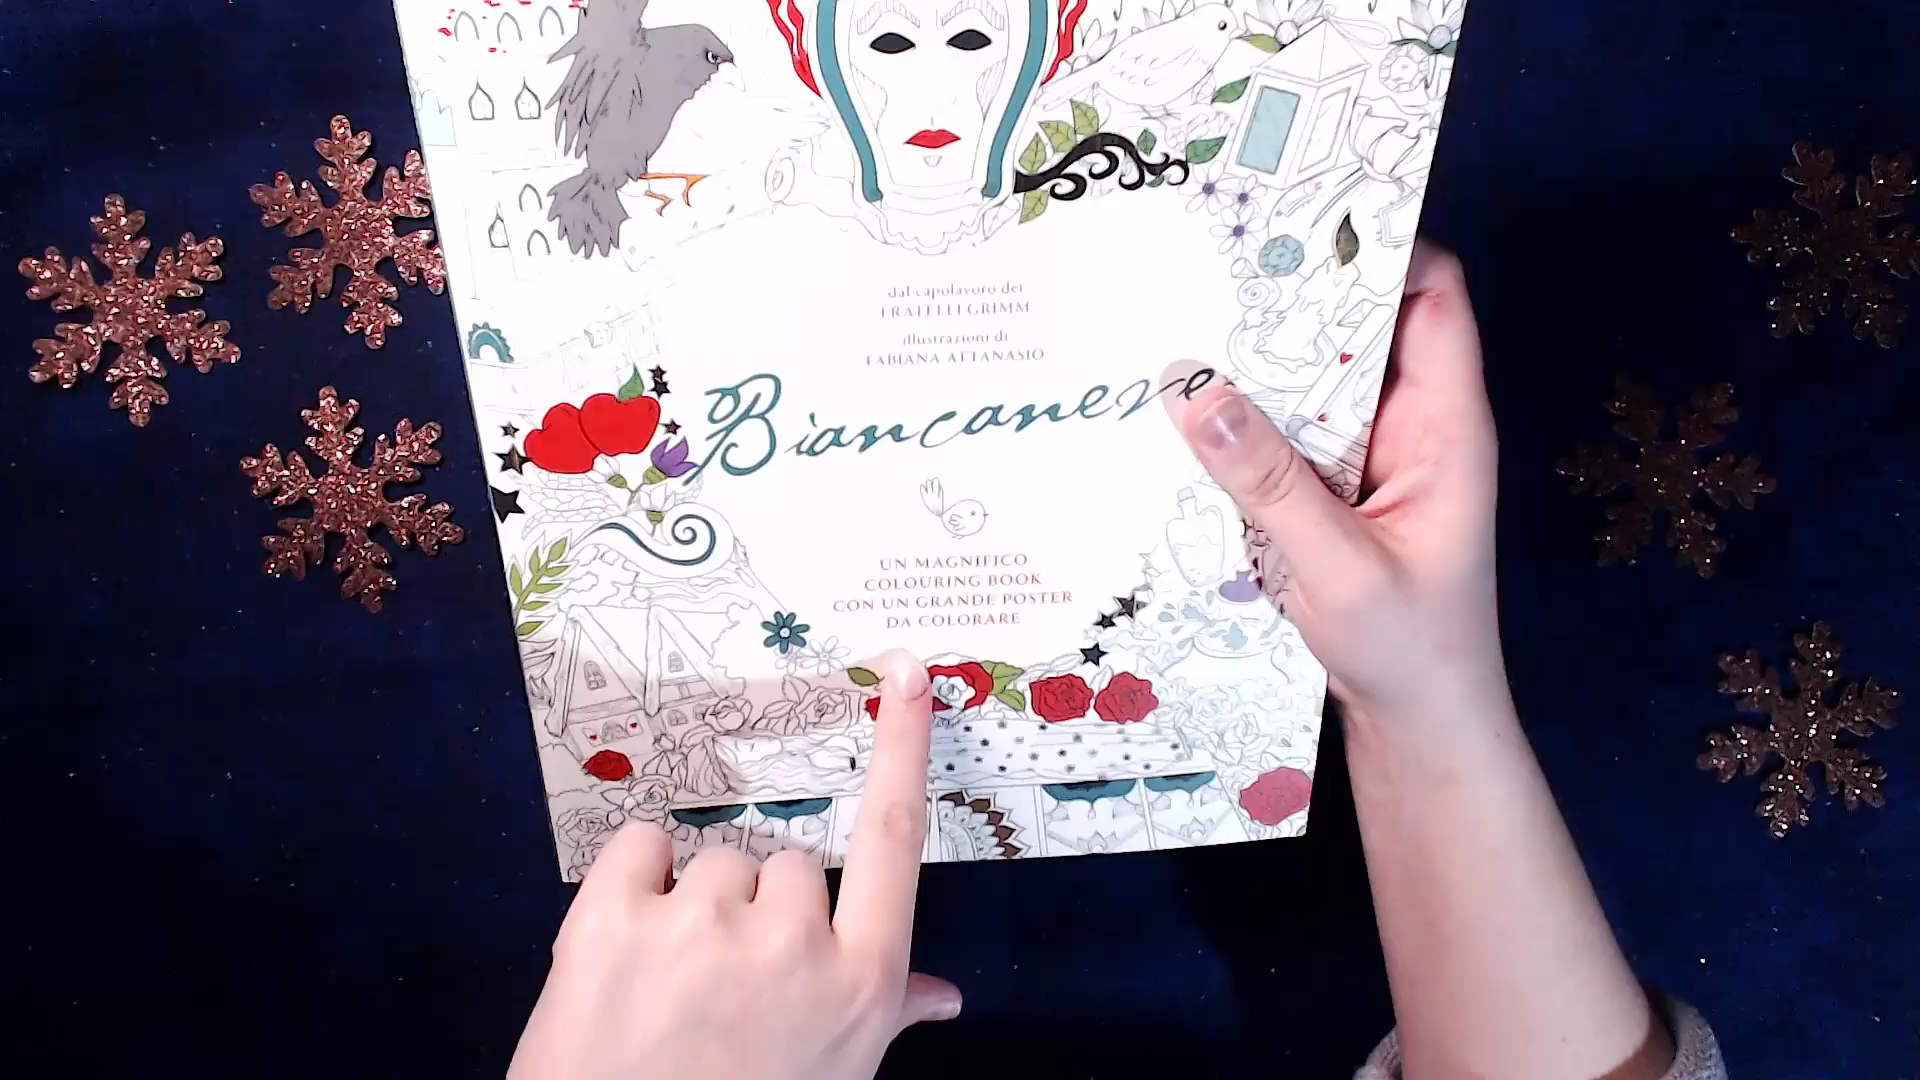 dal capolavoro dei
FRATELLI GRIMM
illustrazioni di
FABIANA ATTANASIO
Biancaneve
UN MAGNIFICO
COLOURING BOOK
CON UN GRANDE POSTER
DA COLORARE